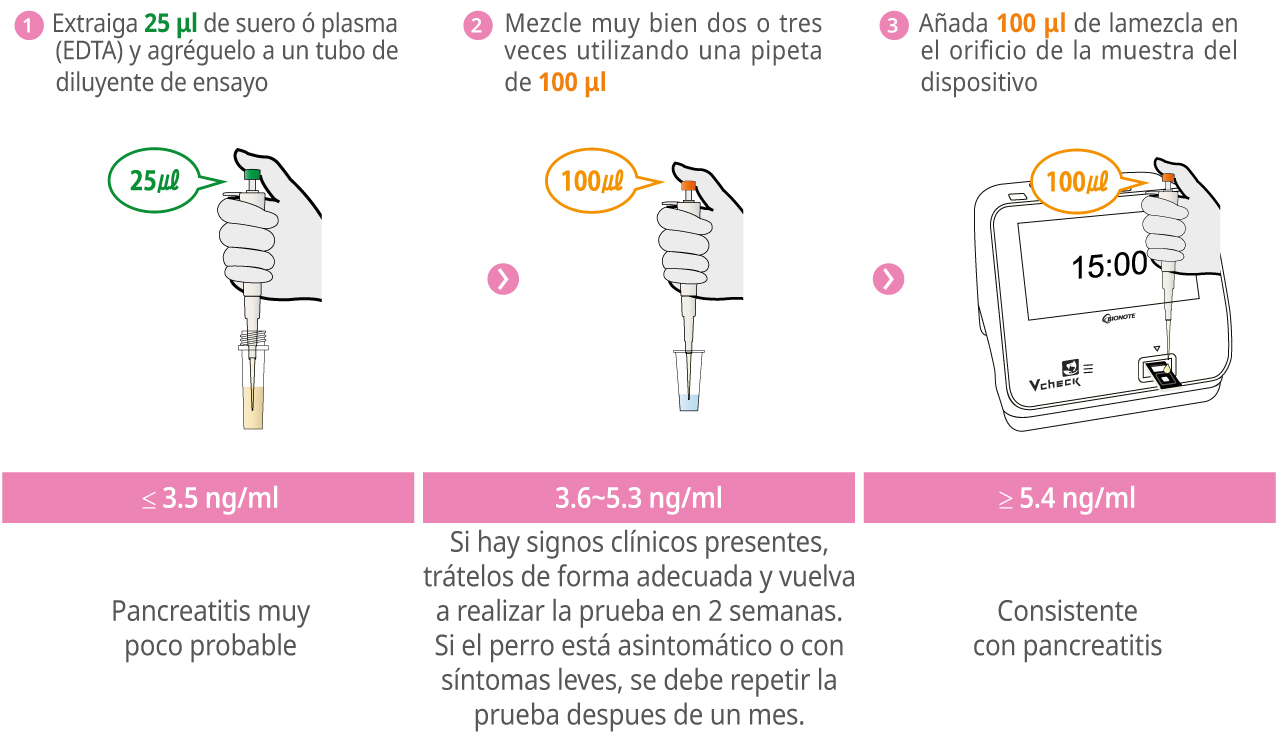 1 Extraiga 25 µl de suero ó plasma
(EDTA) y agréguelo a un tubo de
diluyente de ensayo
2 Mezcle muy bien dos o tres
veces utilizando una pipeta
de 100 µl
3 Añada 100 µl de lamezcla en
el orificio de la muestra del
dispositivo
25㎕
100㎕
100㎕
15:00
BIONOTE
Vcheck
≤ 3.5 ng/ml
3.6~5.3 ng/ml
≥ 5.4 ng/ml
Pancreatitis muy
poco probable
Si hay signos clínicos presentes,
trátelos de forma adecuada y vuelva
a realizar la prueba en 2 semanas.
Si el perro está asintomático o con
síntomas leves, se debe repetir la
prueba despues de un mes.
Consistente
con pancreatitis